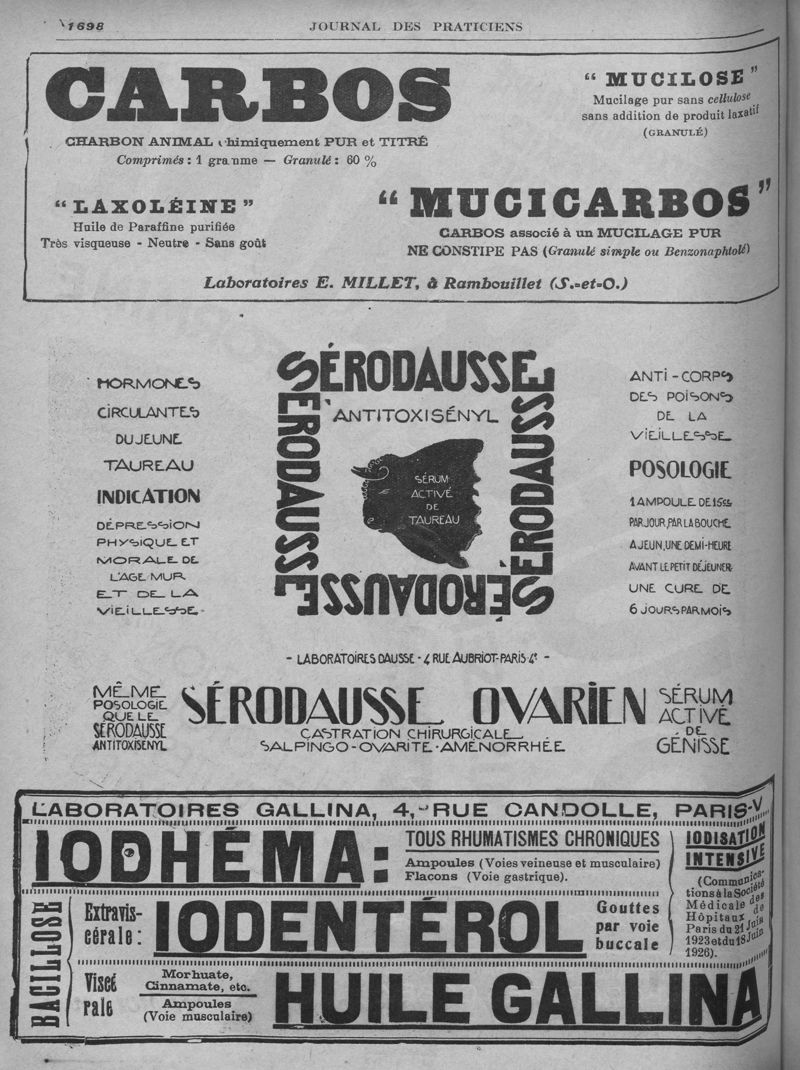 1698
JOURNAL DES PRATICIENS
CARBOS
CHARBON ANIMAL chimiquement PUR et TITRÉ
Comprimés : 1 gramme — Granulé : 60 %
“ MUCILOSE ”
Mucilage pur sans cellulose
sans addition de produit laxatif
(GRANULÉ)
“ LAXOLÉINE ”
Huile de Paraffine purifiée
Très visqueuse - Neutre - Sans goût
“ MUCICARBOS ”
CARBOS associé à un MUCILAGE PUR
NE CONSTIPE PAS (Granulé simple ou Benzonaphtolé)
Laboratoires E. MILLET, à Rambouillet (S.-et-O.)
HORMONES
CIRCULANTES
DU JEUNE
TAUREAU
INDICATION
DÉPRESSION
PHYSIQUE ET
MORALE DE
L'AGE MUR
ET DE LA
VIEILLESSE
SÉRODAUSSE
SÉRODAUSSE
SÉRODAUSSE
SÉRODAUSSE
ANTITOXISÉNYL
SÉRUM
ACTIVÉ
DE
TAUREAU
ANTI-CORPS
DES POISONS
DE LA
VIEILLESSE
POSOLOGIE
1 AMPOULE DE 15cc
PAR JOUR, PAR LA BOUCHE
A JEUN, UNE DEMI-HEURE
AVANT LE PETIT DÉJEUNER
UNE CURE DE
6 JOURS PAR MOIS
- LABORATOIRES DAUSSE - 4 RUE AUBRIOT - PARIS 4e -
MÊME
POSOLOGIE
QUE LE
SÉRODAUSSE
ANTITOXISENYL
SÉRODAUSSE OVARIEN
CASTRATION CHIRURGICALE
SALPINGO-OVARITE-AMÉNORRHÉE
SÉRUM
ACTIVÉ
DE
GÉNISSE
LABORATOIRES GALLINA, 4, RUE CANDOLLE, PARIS-V
IODHÉMA :
TOUS RHUMATISMES CHRONIQUES
Ampoules (Voies veineuse et musculaire)
Flacons (Voie gastrique).
IODISATION
INTENSIVE
(Communica-
tions à la Société
Médicale des
Hôpitaux de
Paris du 21 Juin
1923 et du 18 Juin
1926).
BACILLOSE
Extravis-
cérale :
IODENTÉROL
Gouttes
par voie
buccale
Viscé
rale
Morhuate,
Cinnamate, etc.
Ampoules
(Voie musculaire)
HUILE GALLINA